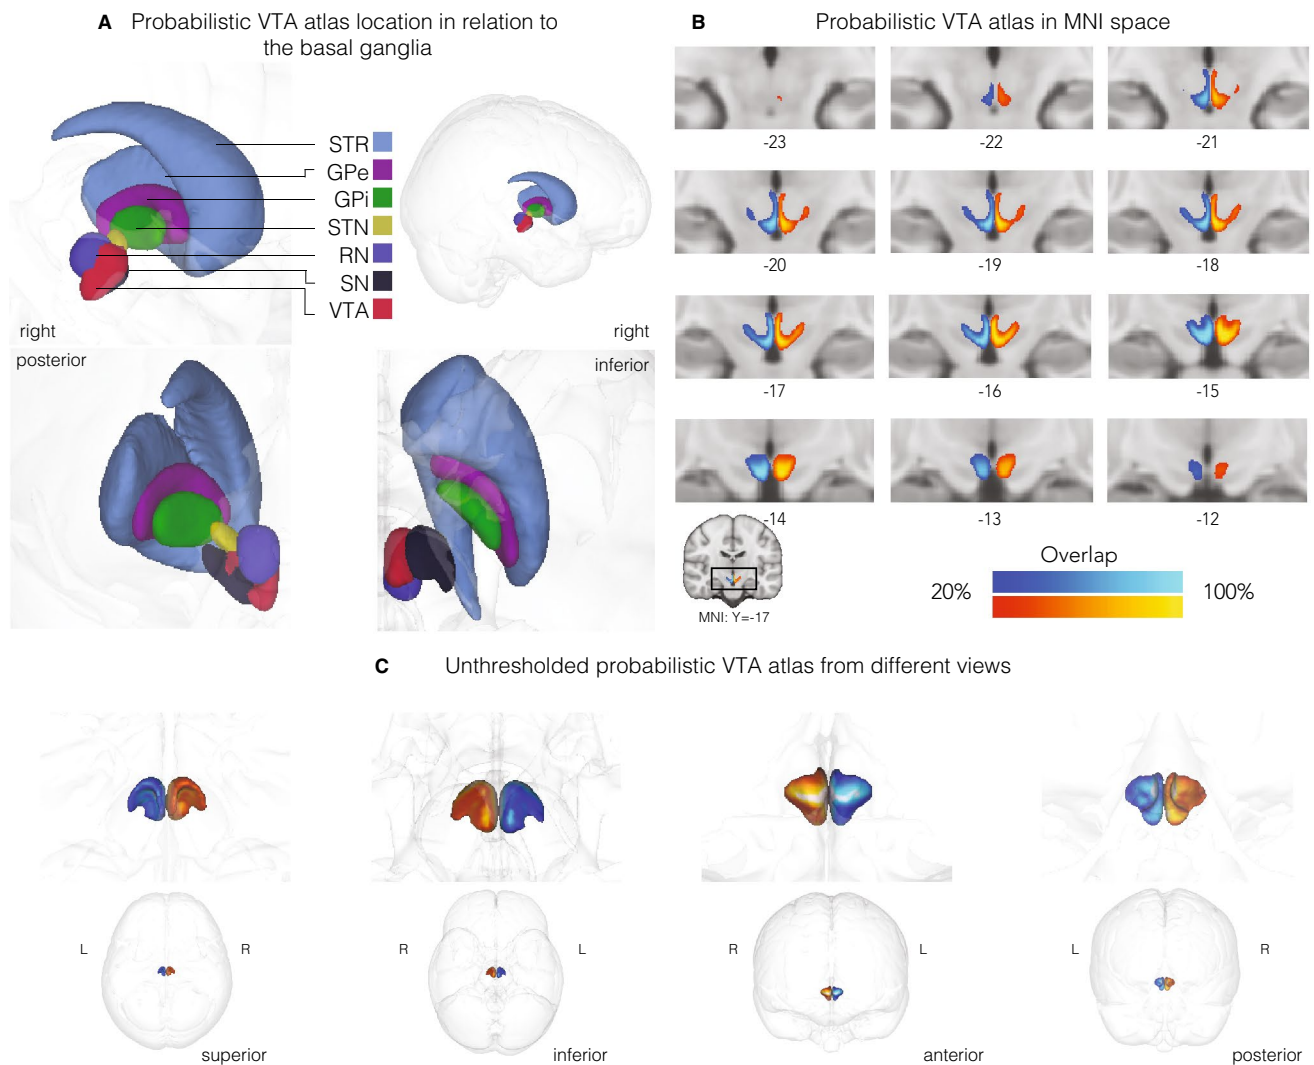 A Probabilistic VTA atlas location in relation to
the basal ganglia
STR
GPe
GPi
STN
RN
SN
VTA
right
right
posterior
inferior
B Probabilistic VTA atlas in MNI space
-23 -22 -21
-20 -19 -18
-17 -16 -15
-14 -13 -12
MNI: Y=-17
Overlap
20% 100%
C Unthresholded probabilistic VTA atlas from different views
L R R L R L L R
superior inferior anterior posterior